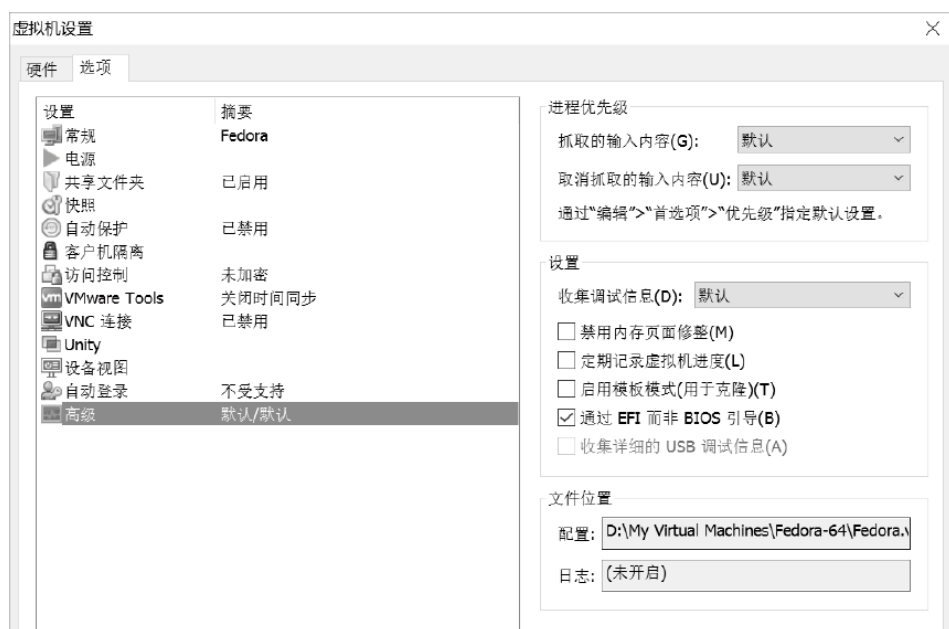 虚拟机设置
硬件 选项
设置 摘要
常规 Fedora
电源
共享文件夹 已启用
快照
自动保护 已禁用
客户机隔离
访问控制 未加密
VMware Tools 关闭时间同步
VNC 连接 已禁用
Unity
设备视图
自动登录 不受支持
高级 默认/默认
进程优先级
抓取的输入内容(G): 默认
取消抓取的输入内容(U): 默认
通过“编辑”>“首选项”>“优先级”指定默认设置。
设置
收集调试信息(D): 默认
禁用内存页面修整(M)
定期记录虚拟机进度(L)
启用模板模式(用于克隆)(T)
通过 EFI 而非 BIOS 引导(B)
收集详细的 USB 调试信息(A)
文件位置
配置: D:\My Virtual Machines\Fedora-64\Fedora.v
日志: (未开启)